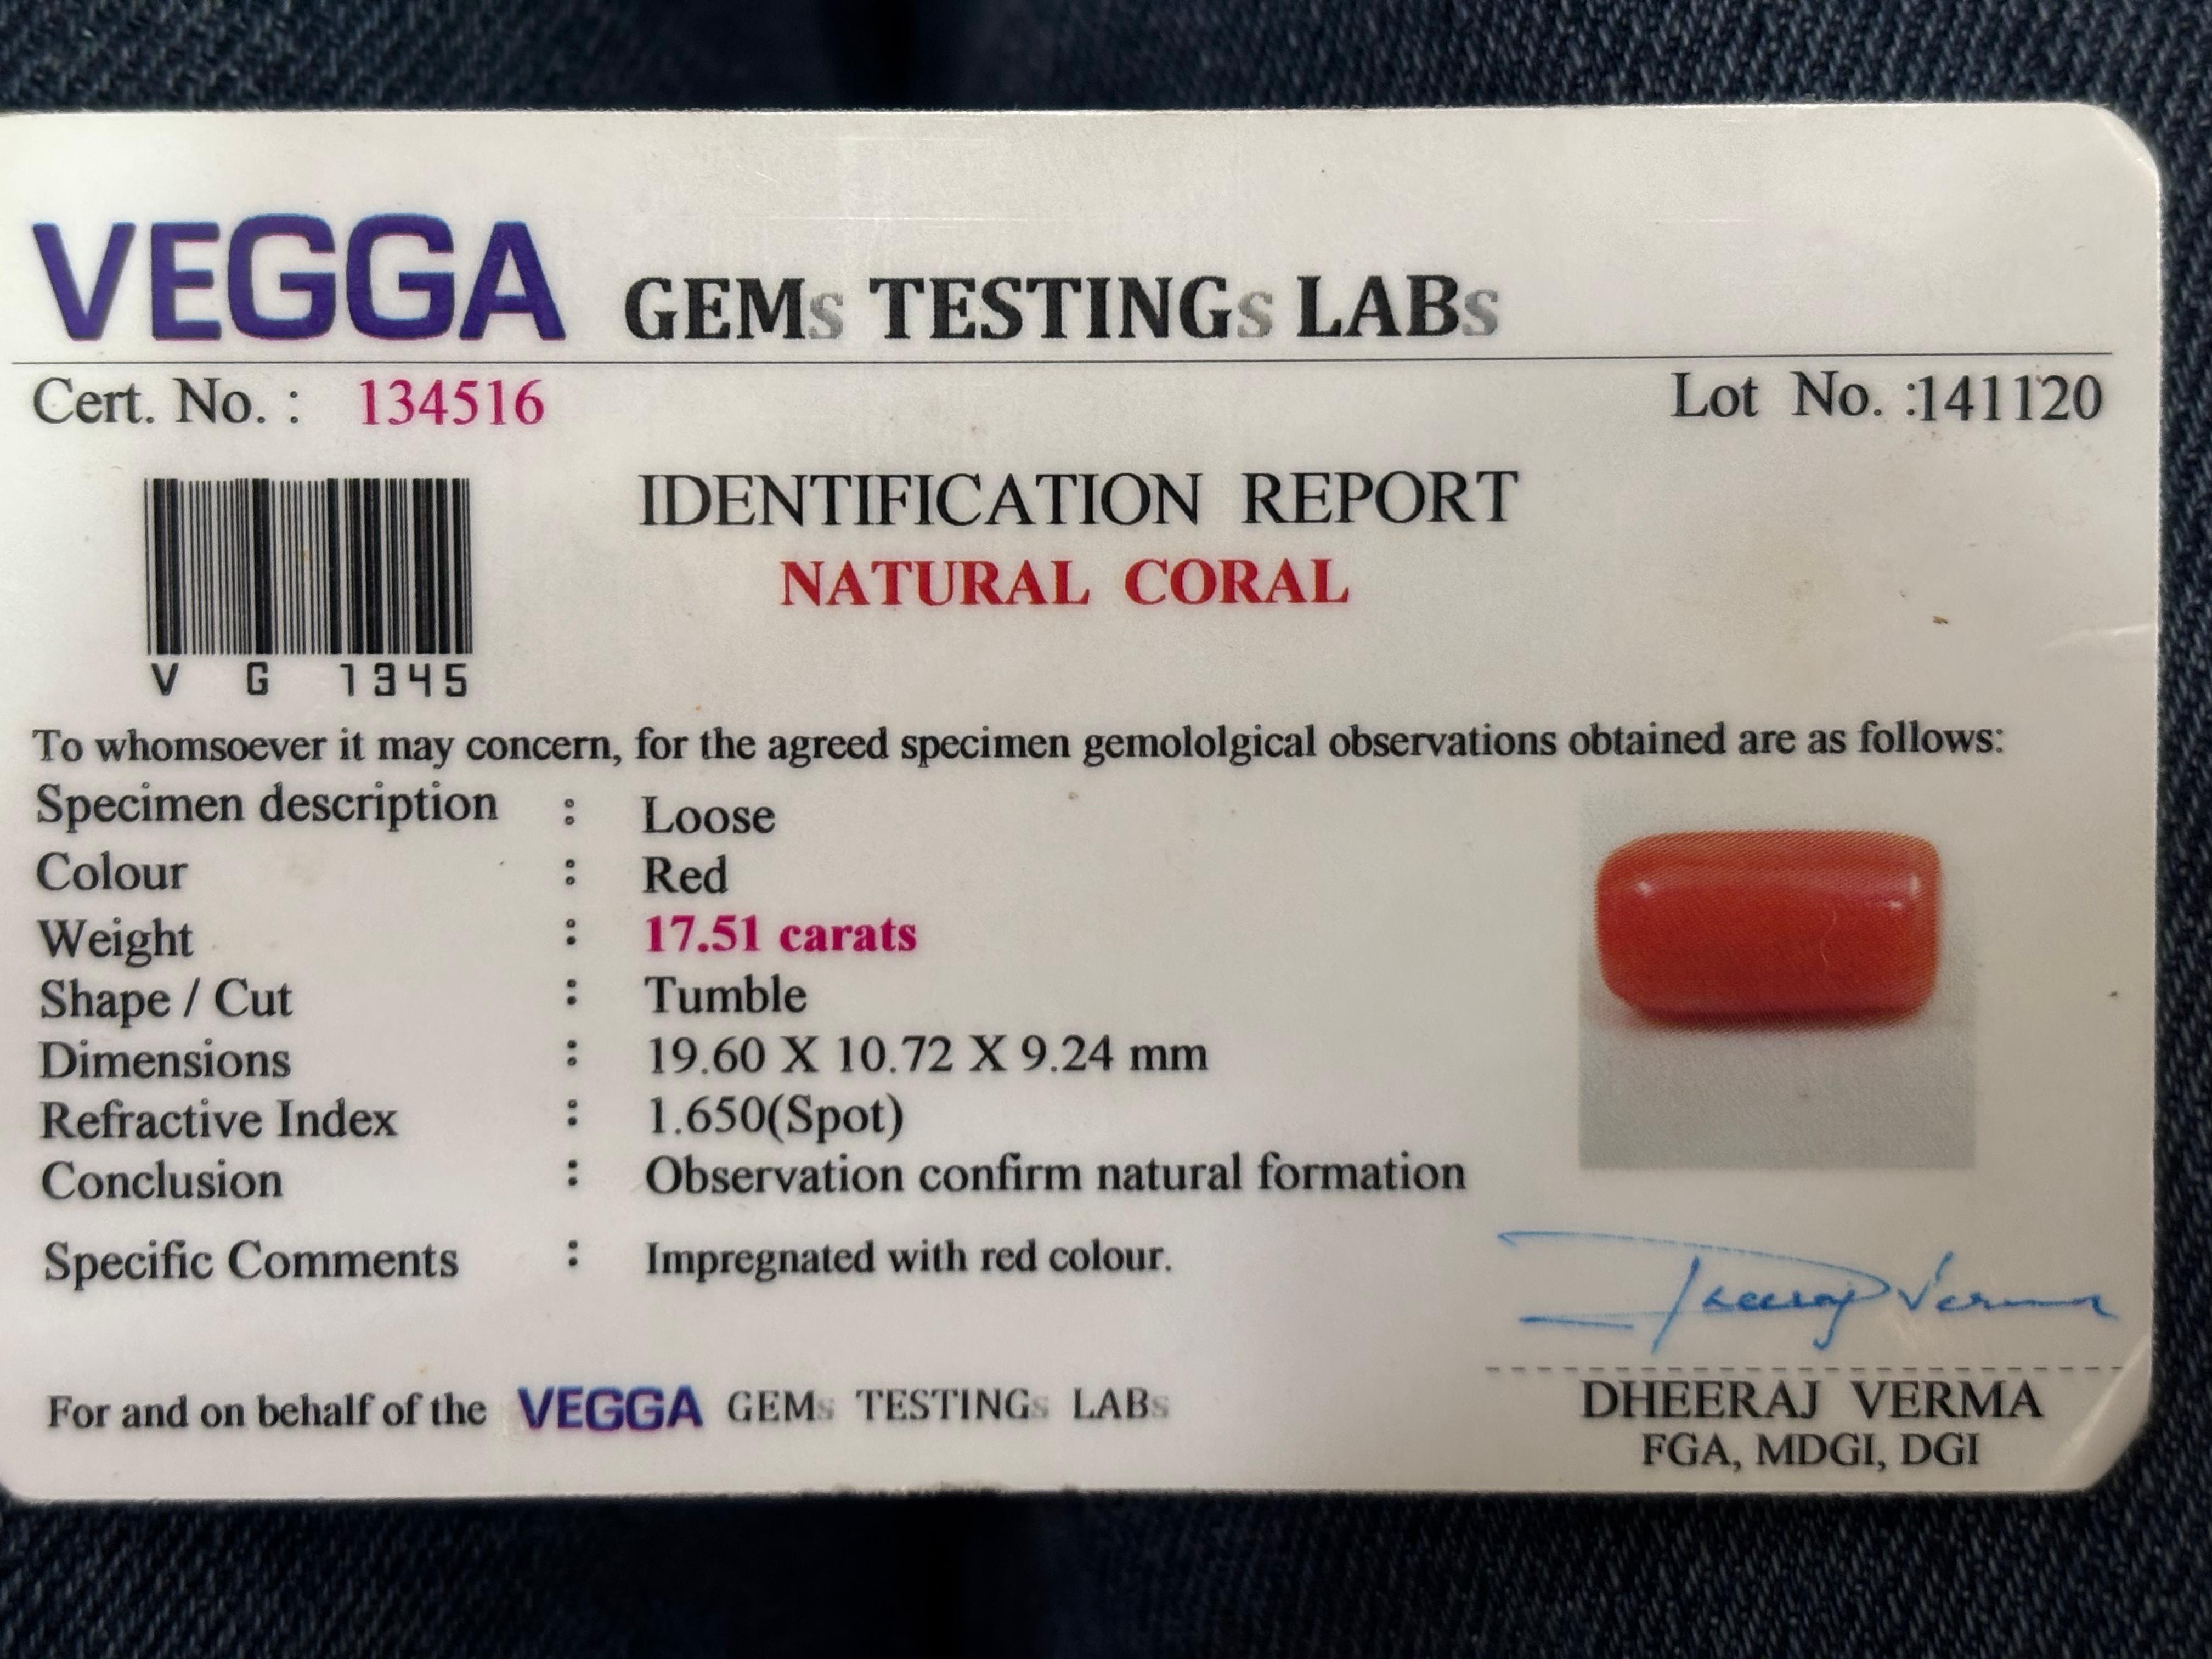 VEGGA GEMs TESTINGs LABs
Cert. No. : 134516 Lot No. :141120
IDENTIFICATION REPORT
NATURAL CORAL
V G 1345
To whomsoever it may concern, for the agreed specimen gemololgical observations obtained are as follows:
Specimen description : Loose
Colour : Red
Weight : 17.51 carats
Shape / Cut : Tumble
Dimensions : 19.60 X 10.72 X 9.24 mm
Refractive Index : 1.650(Spot)
Conclusion : Observation confirm natural formation
Specific Comments : Impregnated with red colour.
Dheeraj Verma
For and on behalf of the VEGGA GEMs TESTINGs LABs
DHEERAJ VERMA
FGA, MDGI, DGI